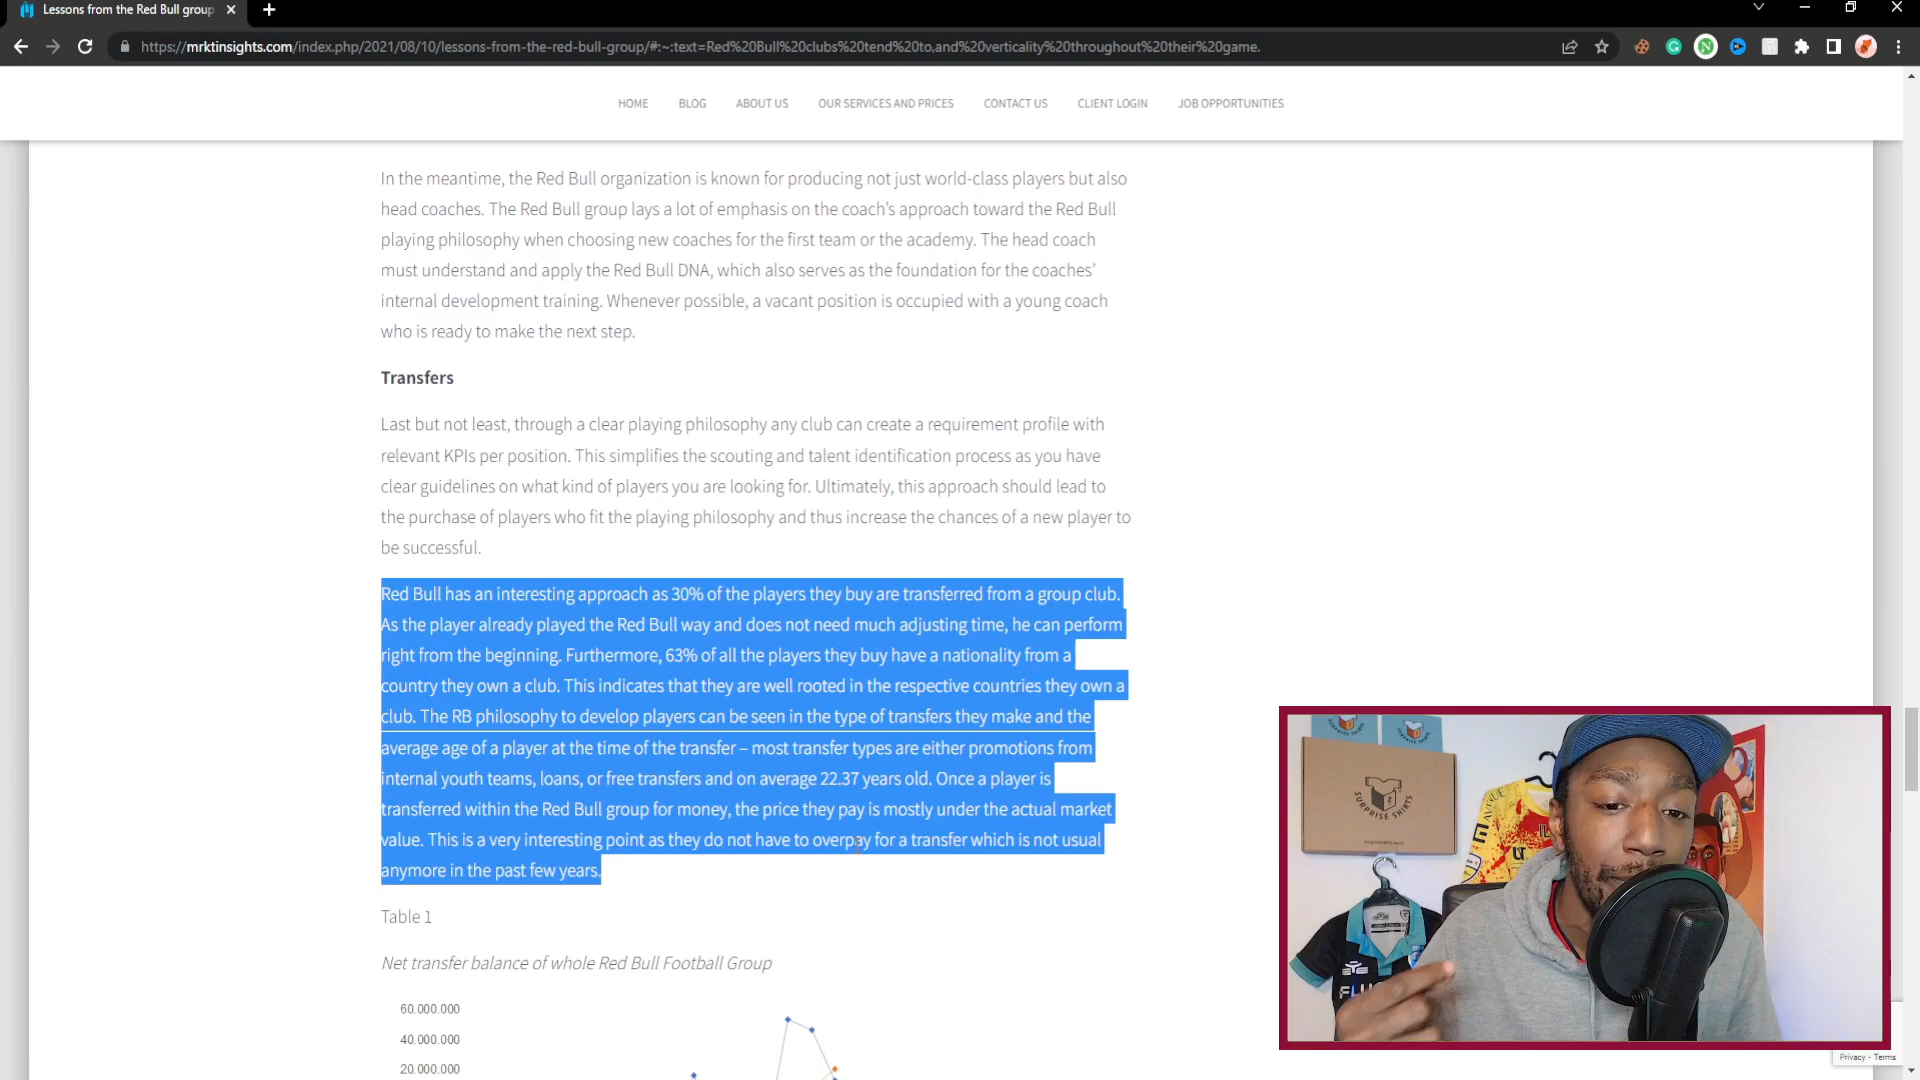 Lessons from the Red Bull group
https://mrktinsights.com/index.php/2021/08/10/lessons-from-the-red-bull-group/#:~:text=Red%20Bull%20clubs%20tend%20to,and%20verticality%20throughout%20their%20game.
HOME BLOG ABOUT US OUR SERVICES AND PRICES CONTACT US CLIENT LOGIN JOB OPPORTUNITIES
In the meantime, the Red Bull organization is known for producing not just world-class players but also
head coaches. The Red Bull group lays a lot of emphasis on the coach’s approach toward the Red Bull
playing philosophy when choosing new coaches for the first team or the academy. The head coach
must understand and apply the Red Bull DNA, which also serves as the foundation for the coaches’
internal development training. Whenever possible, a vacant position is occupied with a young coach
who is ready to make the next step.
Transfers
Last but not least, through a clear playing philosophy any club can create a requirement profile with
relevant KPIs per position. This simplifies the scouting and talent identification process as you have
clear guidelines on what kind of players you are looking for. Ultimately, this approach should lead to
the purchase of players who fit the playing philosophy and thus increase the chances of a new player to
be successful.
Red Bull has an interesting approach as 30% of the players they buy are transferred from a group club.
As the player already played the Red Bull way and does not need much adjusting time, he can perform
right from the beginning. Furthermore, 63% of all the players they buy have a nationality from a
country they own a club. This indicates that they are well rooted in the respective countries they own a
club. The RB philosophy to develop players can be seen in the type of transfers they make and the
average age of a player at the time of the transfer – most transfer types are either promotions from
internal youth teams, loans, or free transfers and on average 22.37 years old. Once a player is
transferred within the Red Bull group for money, the price they pay is mostly under the actual market
value. This is a very interesting point as they do not have to overpay for a transfer which is not usual
anymore in the past few years.
Table 1
Net transfer balance of whole Red Bull Football Group
60.000.000
40.000.000
20.000.000
SURPRISE SHIRTS
Privacy - Terms